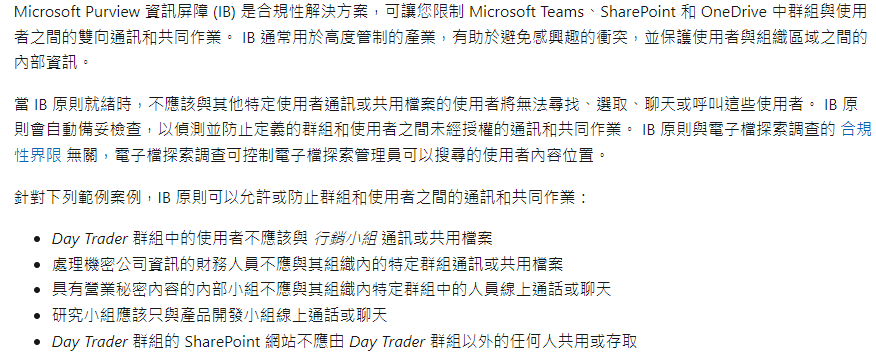 Microsoft Purview 資訊屏障 (IB) 是合規性解決方案，可讓您限制 Microsoft Teams、SharePoint 和 OneDrive 中群組與使用
者之間的雙向通訊和共同作業。 IB 通常用於高度管制的產業，有助於避免感興趣的衝突，並保護使用者與組織區域之間的
內部資訊。
當 IB 原則就緒時，不應該與其他特定使用者通訊或共用檔案的使用者將無法尋找、選取、聊天或呼叫這些使用者。 IB 原
則會自動備妥檢查，以偵測並防止定義的群組和使用者之間未經授權的通訊和共同作業。 IB 原則與電子檔探索調查的 合規
性界限 無關，電子檔探索調查可控制電子檔探索管理員可以搜尋的使用者內容位置。
針對下列範例案例，IB 原則可以允許或防止群組和使用者之間的通訊和共同作業：
• Day Trader 群組中的使用者不應該與 行銷小組 通訊或共用檔案
• 處理機密公司資訊的財務人員不應與其組織內的特定群組通訊或共用檔案
• 具有營業秘密內容的內部小組不應與其組織內特定群組中的人員線上通話或聊天
• 研究小組應該只與產品開發小組線上通話或聊天
• Day Trader 群組的 SharePoint 網站不應由 Day Trader 群組以外的任何人共用或存取